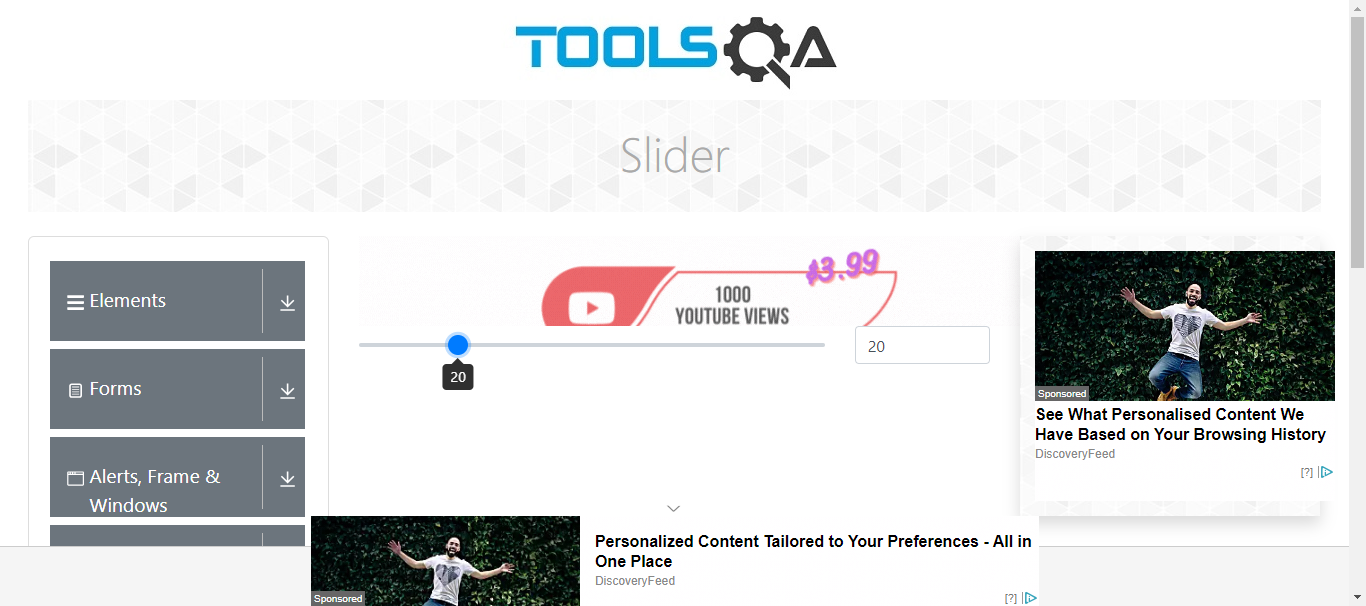 TOOLSQA
Slider
Elements
Forms
Alerts, Frame &
Windows
$3.99
1000
YOUTUBE VIEWS
20
20
Sponsored
See What Personalised Content We
Have Based on Your Browsing History
DiscoveryFeed
[?]
Sponsored
Personalized Content Tailored to Your Preferences - All in
One Place
DiscoveryFeed
[?]